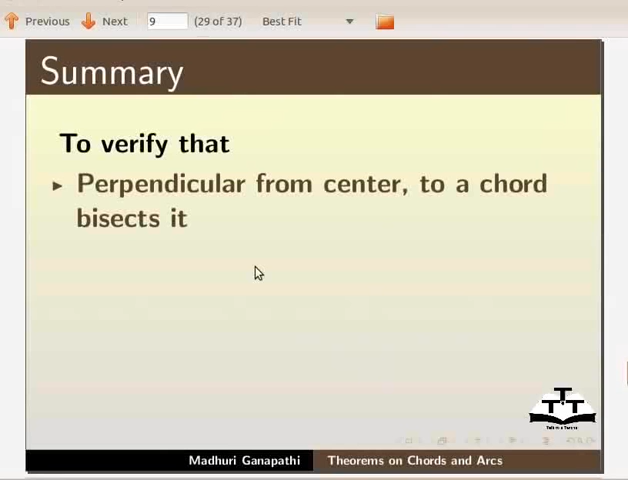 Previous Next 9 (29 of 37) Best Fit
Summary
To verify that
Perpendicular from center, to a chord
bisects it
TTT
Madhuri Ganapathi Theorems on Chords and Arcs